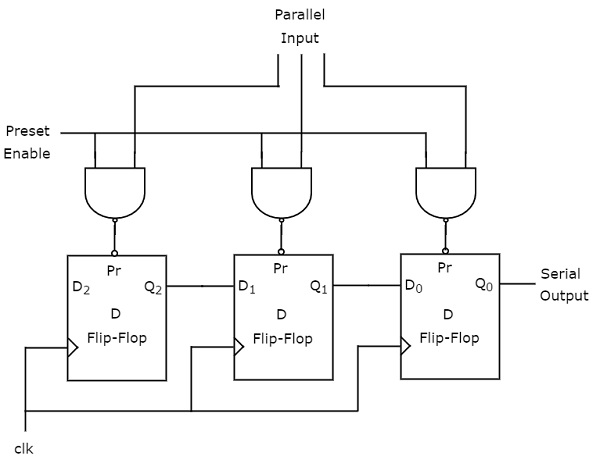 Parallel
Input
Preset
Enable
Pr
Pr
Pr
D2
Q2
D1
Q1
D0
Q0
Serial
Output
D
Flip-Flop
D
Flip-Flop
D
Flip-Flop
clk